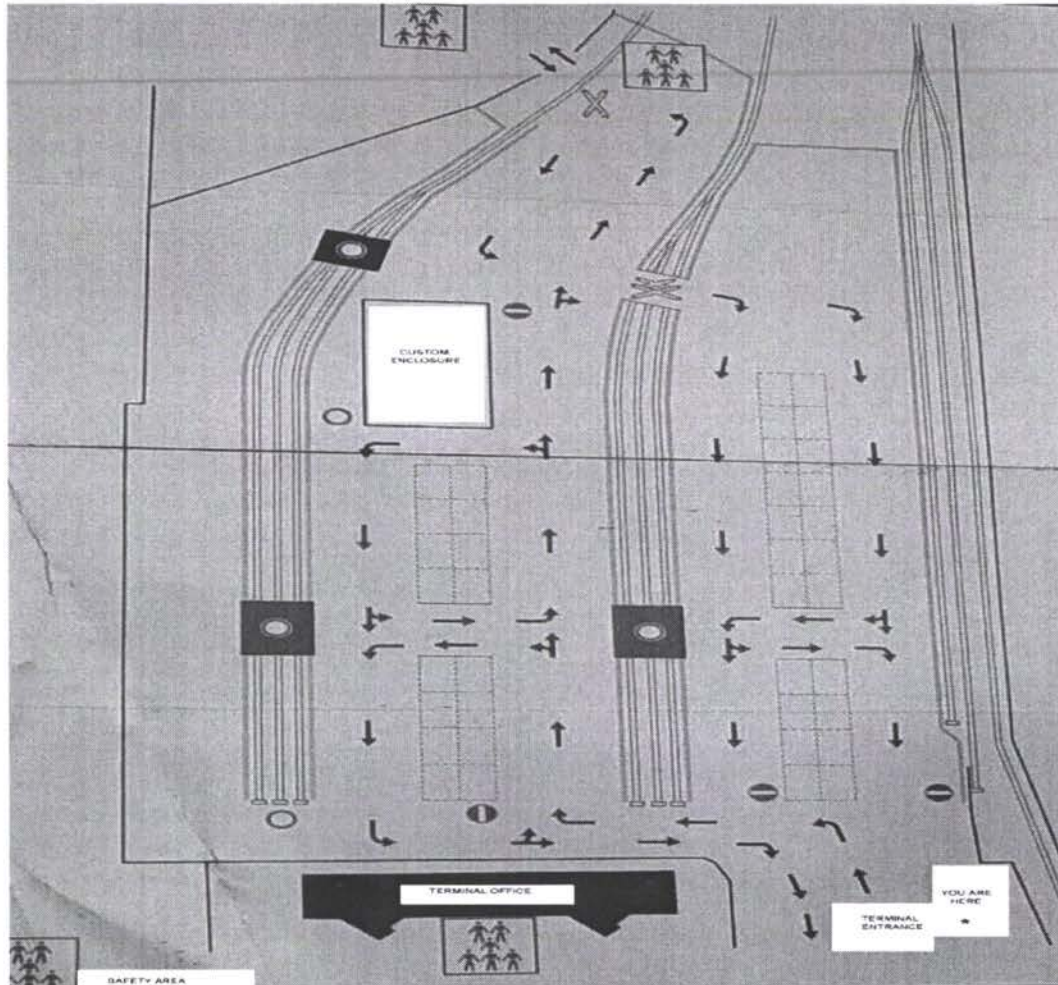 CUSTOM
ENCLOSURE
TERMINAL OFFICE
YOU ARE
HERE
*
TERMINAL
ENTRANCE
SAFETY AREA